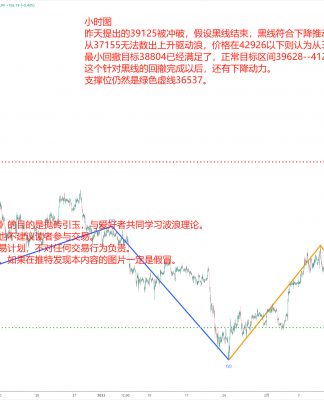 小时图
昨天提出的39125被冲破，假设黑线结束，黑线符合下降推动
从37155无法数出上升驱动浪，价格在42926以下则认为从3
最小回撤目标38804已经满足了，正常目标区间39628--412
这个针对黑线的回撤完成以后，还有下降动力。
支撑位仍然是绿色虚线36537。
的目的是抛砖引玉，与爱好者共同学习波浪理论。
也不建议读者参与交易。
易计划，不对任何交易行为负责。
如果在推特发现本内容的图片一定是假冒。